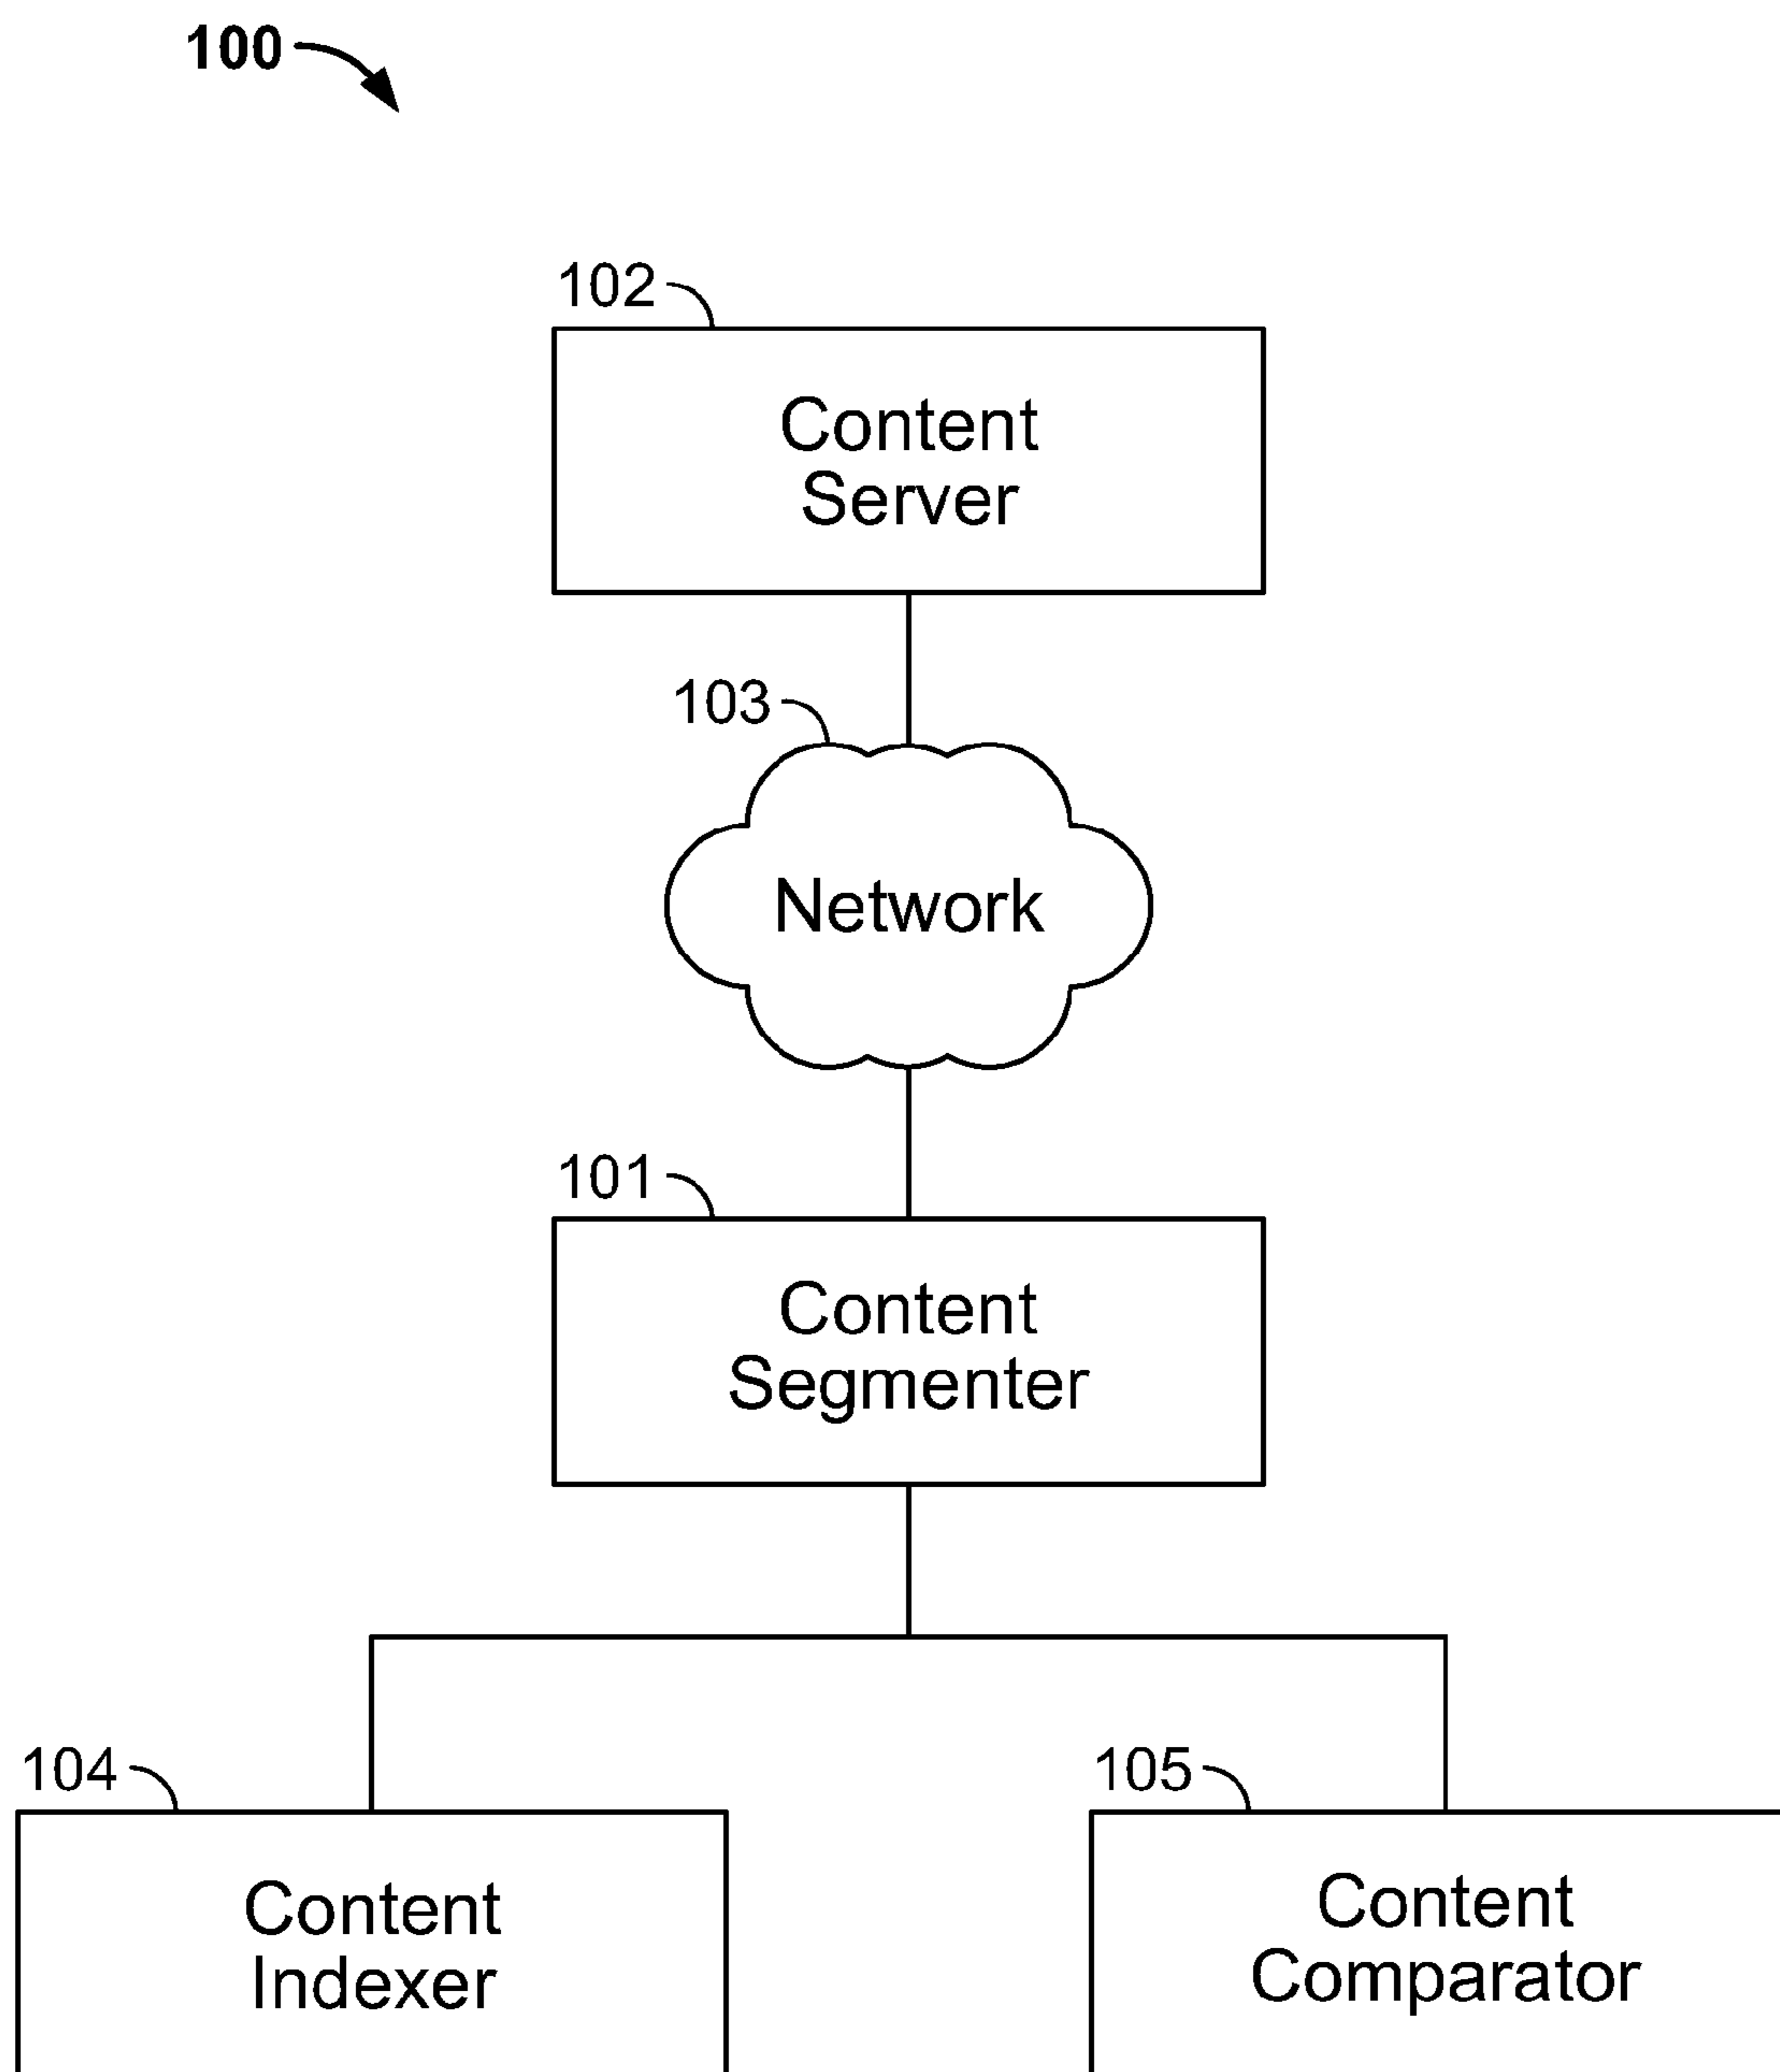 100
102
Content
Server
103
Network
101
Content
Segmenter
104
105
Content
Indexer
Content
Comparator